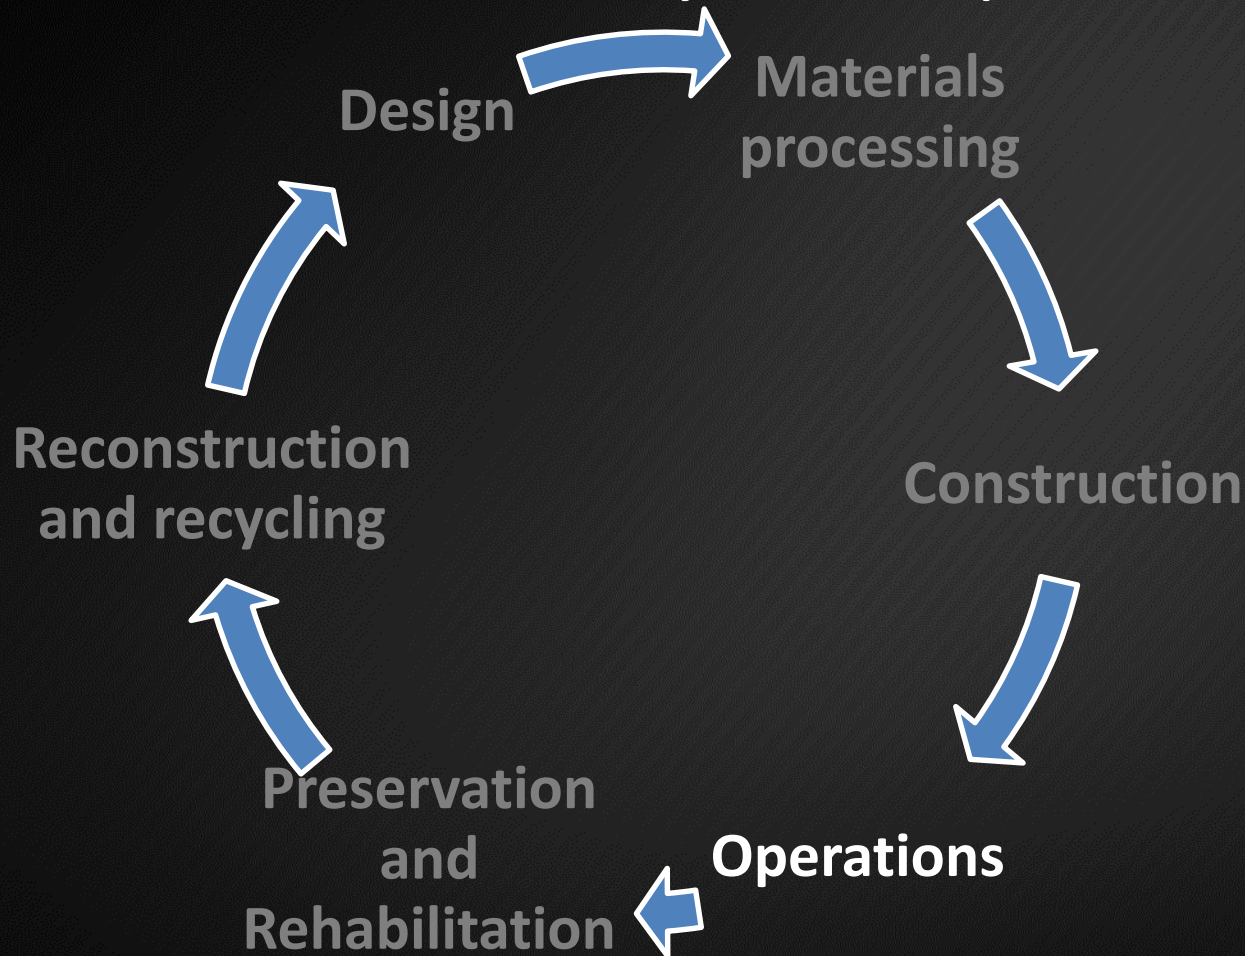 Design
Materials
processing
Construction
Operations
Preservation
and
Rehabilitation
Reconstruction
and recycling